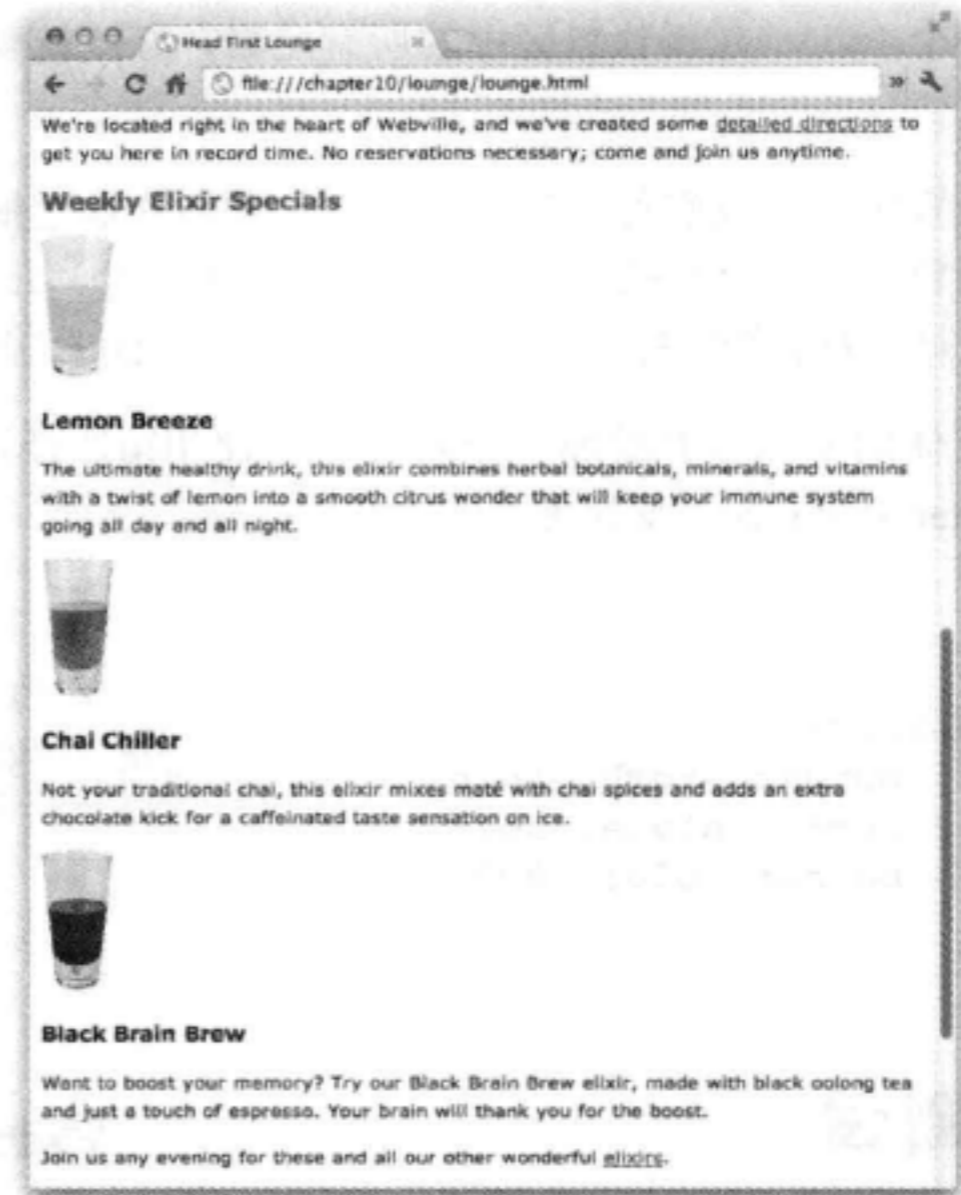 Head First Lounge
file:///chapter10/lounge/lounge.html
We're located right in the heart of Webville, and we've created some detailed directions to
get you here in record time. No reservations necessary; come and join us anytime.
Weekly Elixir Specials
Lemon Breeze
The ultimate healthy drink, this elixir combines herbal botanicals, minerals, and vitamins
with a twist of lemon into a smooth citrus wonder that will keep your immune system
going all day and all night.
Chai Chiller
Not your traditional chai, this elixir mixes maté with chai spices and adds an extra
chocolate kick for a caffeinated taste sensation on ice.
Black Brain Brew
Want to boost your memory? Try our Black Brain Brew elixir, made with black oolong tea
and just a touch of espresso. Your brain will thank you for the boost.
Join us any evening for these and all our other wonderful elixirs.